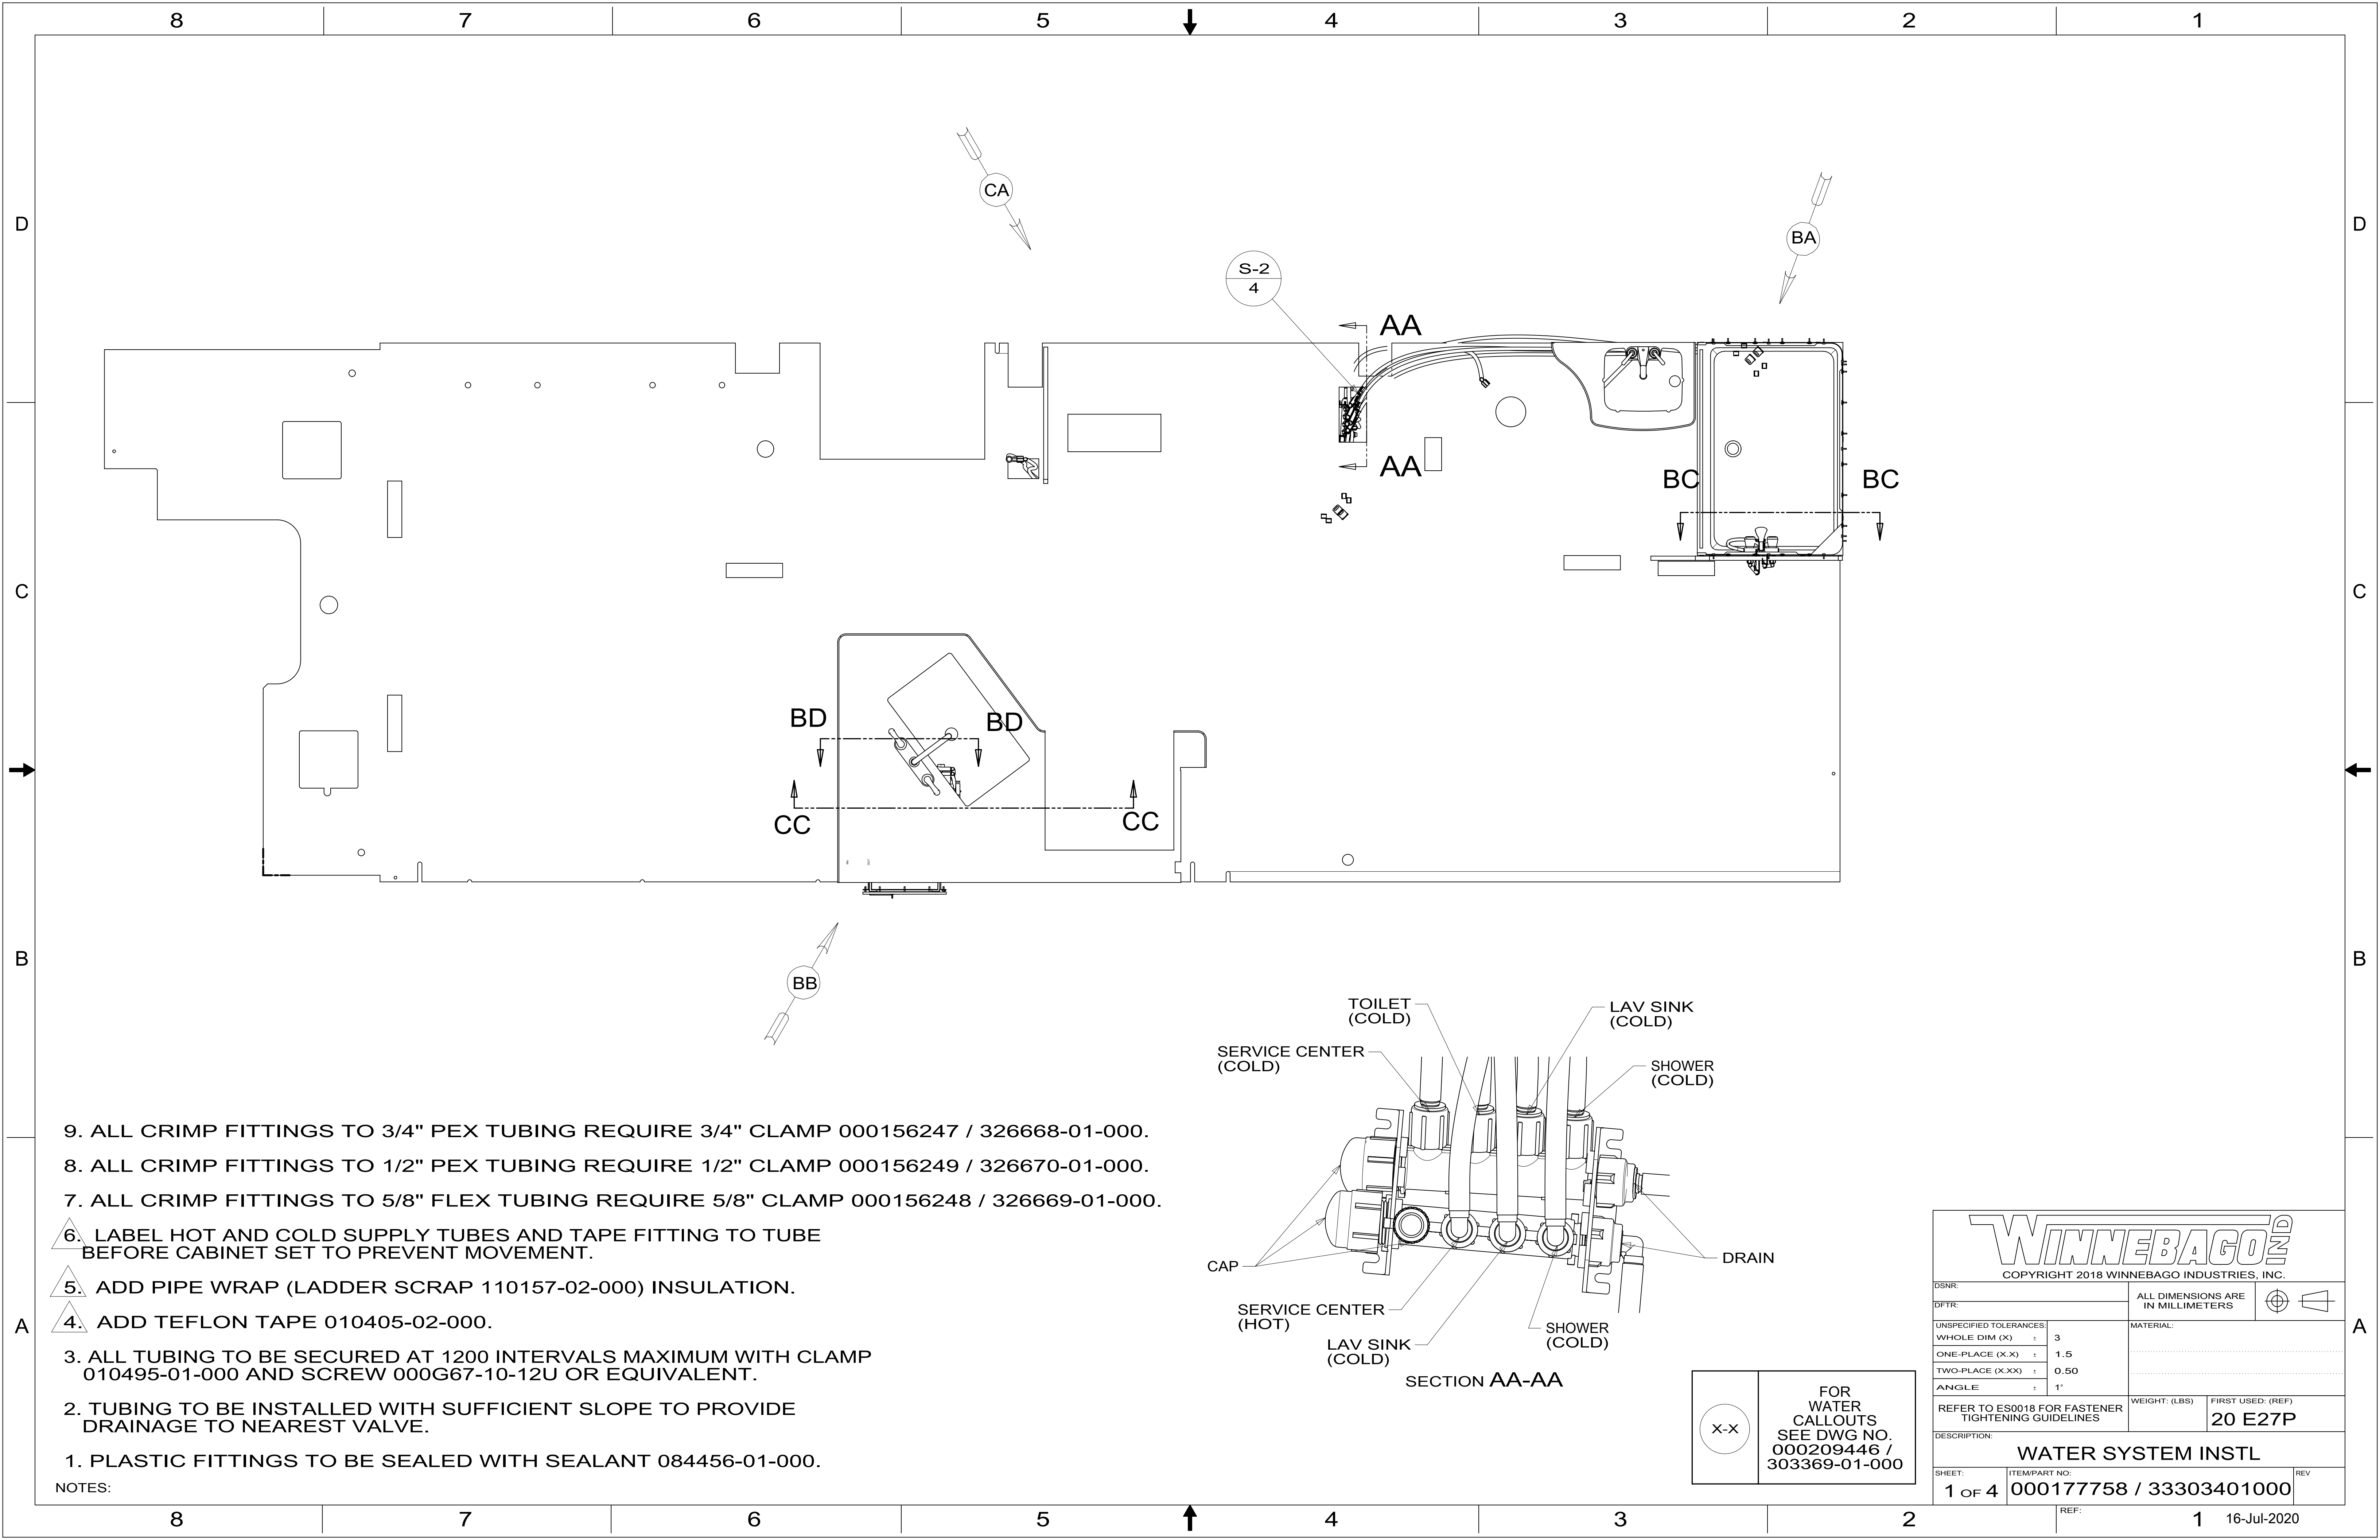 8 7 6 5 4 3 2 1
D D
C C
B B
A A
CA
BA
S-2
4
AA
AA
BC BC
BD BD
CC CC
BB
TOILET
(COLD)
LAV SINK
(COLD)
SERVICE CENTER
(COLD)
SHOWER
(COLD)
CAP
DRAIN
SERVICE CENTER
(HOT)
LAV SINK
(COLD)
SHOWER
(COLD)
SECTION AA-AA
9. ALL CRIMP FITTINGS TO 3/4" PEX TUBING REQUIRE 3/4" CLAMP 000156247 / 326668-01-000.
8. ALL CRIMP FITTINGS TO 1/2" PEX TUBING REQUIRE 1/2" CLAMP 000156249 / 326670-01-000.
7. ALL CRIMP FITTINGS TO 5/8" FLEX TUBING REQUIRE 5/8" CLAMP 000156248 / 326669-01-000.
6. LABEL HOT AND COLD SUPPLY TUBES AND TAPE FITTING TO TUBE
BEFORE CABINET SET TO PREVENT MOVEMENT.
5. ADD PIPE WRAP (LADDER SCRAP 110157-02-000) INSULATION.
4. ADD TEFLON TAPE 010405-02-000.
3. ALL TUBING TO BE SECURED AT 1200 INTERVALS MAXIMUM WITH CLAMP
010495-01-000 AND SCREW 000G67-10-12U OR EQUIVALENT.
2. TUBING TO BE INSTALLED WITH SUFFICIENT SLOPE TO PROVIDE
DRAINAGE TO NEAREST VALVE.
1. PLASTIC FITTINGS TO BE SEALED WITH SEALANT 084456-01-000.
NOTES:
X-X
FOR
WATER
CALLOUTS
SEE DWG NO.
000209446 /
303369-01-000
WINNEBAGO IND
COPYRIGHT 2018 WINNEBAGO INDUSTRIES, INC.
DSNR:
DFTR:
ALL DIMENSIONS ARE
IN MILLIMETERS
UNSPECIFIED TOLERANCES:
WHOLE DIM (X) ± 3
ONE-PLACE (X.X) ± 1.5
TWO-PLACE (X.XX) ± 0.50
ANGLE ± 1°
MATERIAL:
REFER TO ES0018 FOR FASTENER
TIGHTENING GUIDELINES
WEIGHT: (LBS)
FIRST USED: (REF)
20 E27P
DESCRIPTION:
WATER SYSTEM INSTL
SHEET:
1 OF 4
ITEM/PART NO:
000177758 / 33303401000
REV
REF:
8 7 6 5 4 3 2 1
16-Jul-2020